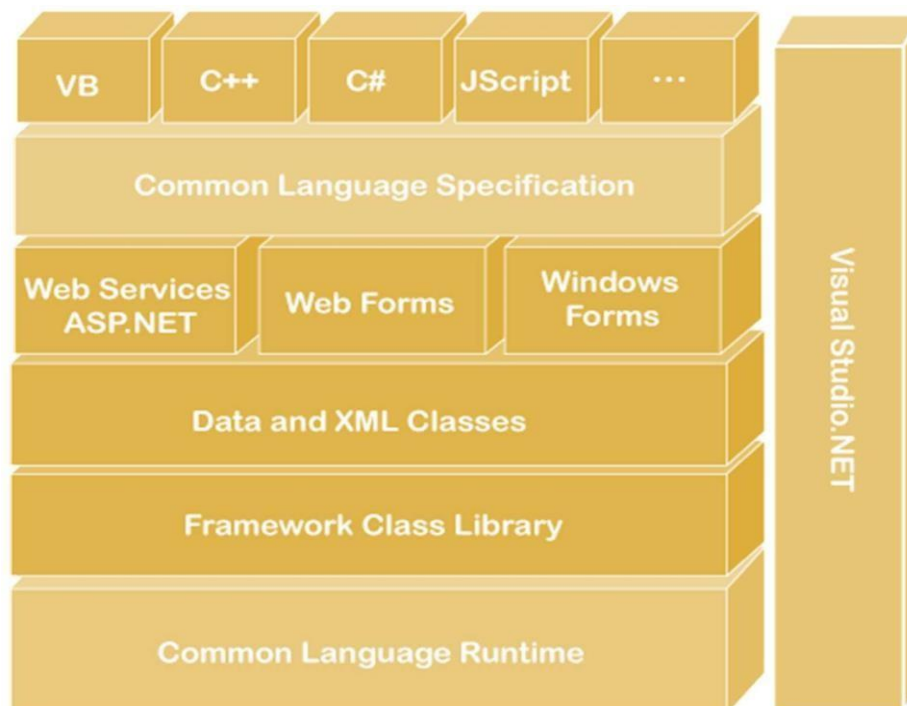 VB
C++
C#
JScript
...
Common Language Specification
Web Services
ASP.NET
Web Forms
Windows
Forms
Data and XML Classes
Framework Class Library
Common Language Runtime
Visual Studio.NET